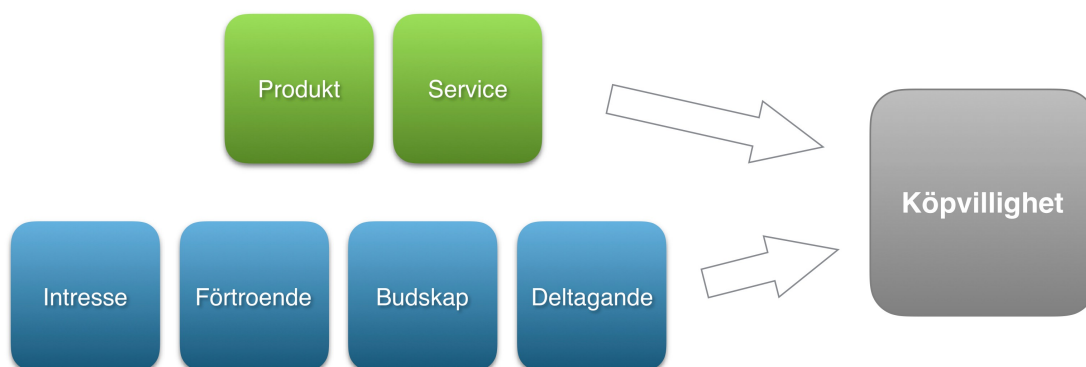 Produkt
Service
Köpvillighet
Intresse
Förtroende
Budskap
Deltagande